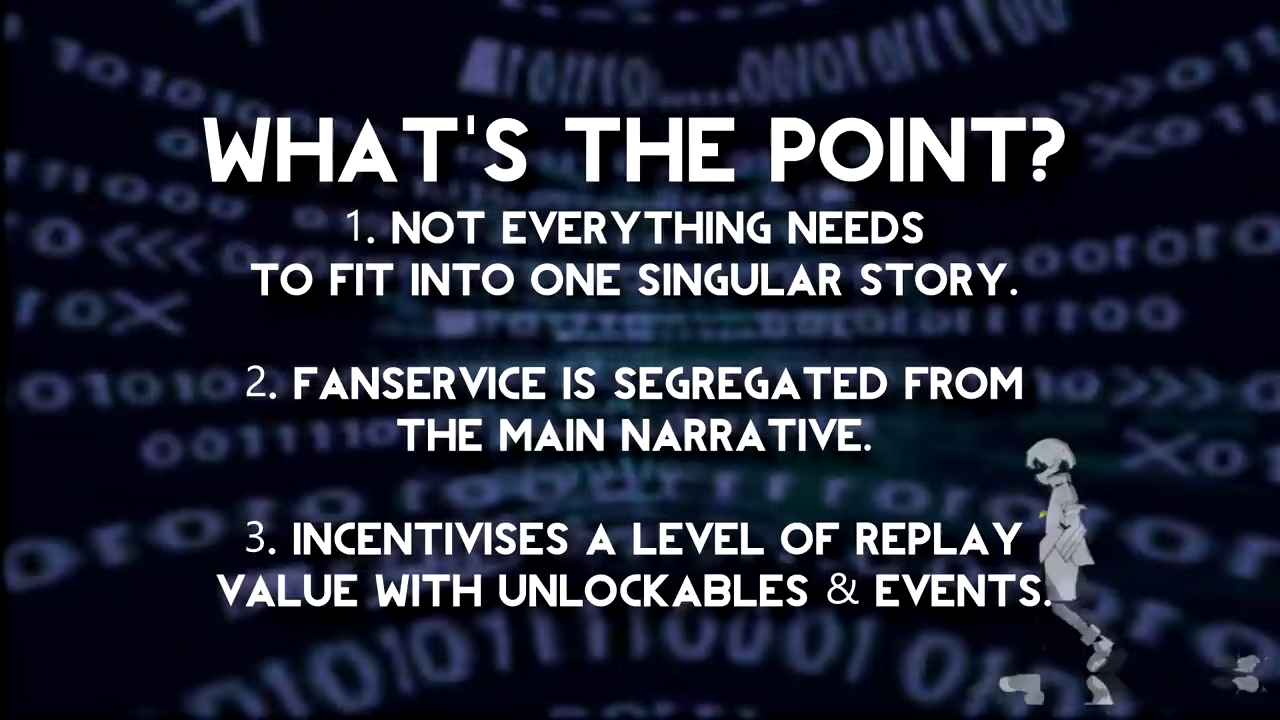 WHAT'S THE POINT?
1. NOT EVERYTHING NEEDS
TO FIT INTO ONE SINGULAR STORY.
2. FANSERVICE IS SEGREGATED FROM
THE MAIN NARRATIVE.
3. INCENTIVISES A LEVEL OF REPLAY
VALUE WITH UNLOCKABLES & EVENTS.